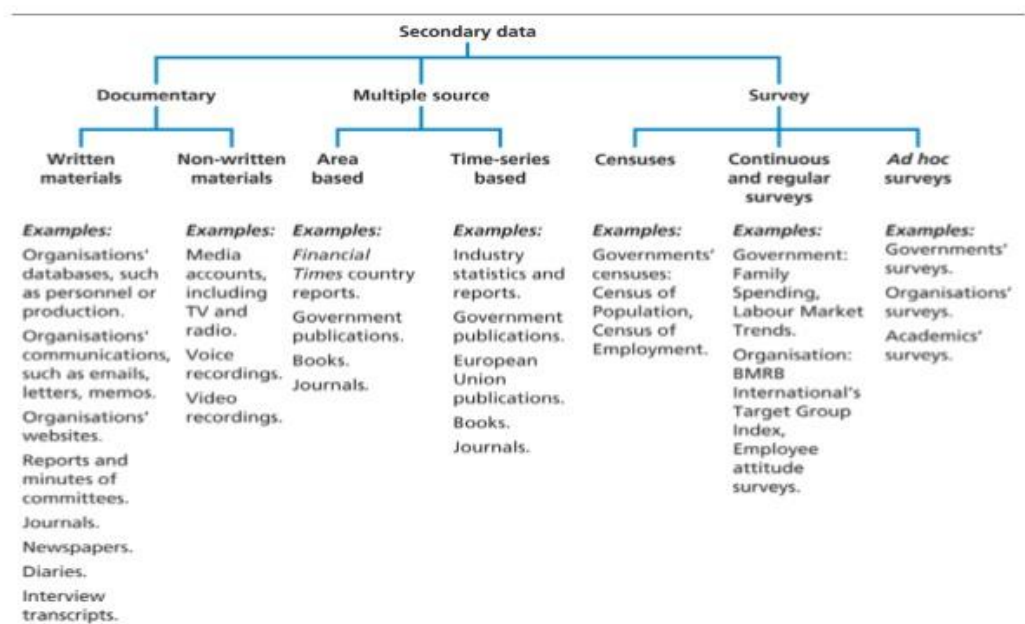 Secondary data
Documentary
Multiple source
Survey
Written
materials
Non-written
materials
Area
based
Time-series
based
Censuses
Continuous
and regular
surveys
Ad hoc
surveys
Examples:
Organisations'
databases, such
as personnel or
production.
Organisations'
communications,
such as emails,
letters, memos.
Organisations'
websites.
Reports and
minutes of
committees.
Journals.
Newspapers.
Diaries.
Interview
transcripts.
Examples:
Media
accounts,
including
TV and
radio.
Voice
recordings.
Video
recordings.
Examples:
Financial
Times country
reports.
Government
publications.
Books.
Journals.
Examples:
Industry
statistics and
reports.
Government
publications.
European
Union
publications.
Books.
Journals.
Examples:
Governments'
censuses:
Census of
Population,
Census of
Employment.
Examples:
Government:
Family
Spending,
Labour Market
Trends.
Organisation:
BMRB
International's
Target Group
Index,
Employee
attitude
surveys.
Examples:
Governments'
surveys.
Organisations'
surveys.
Academics'
surveys.